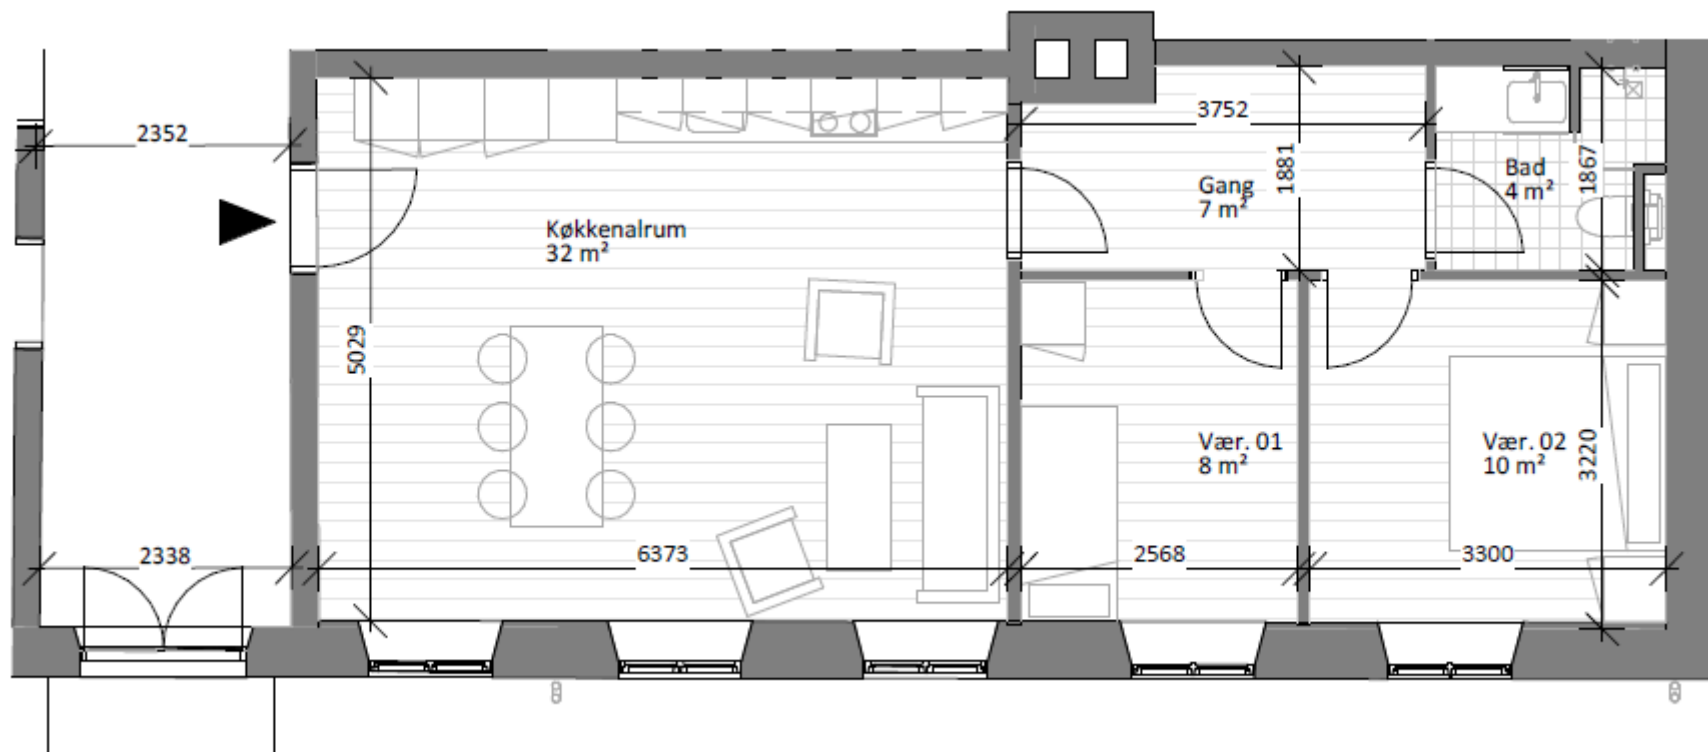 2352
3752
1881
1867
Bad
4 m²
Gang
7 m²
Køkkenalrum
32 m²
5029
Vær. 01
8 m²
Vær. 02
10 m²
3220
2338
6373
2568
3300